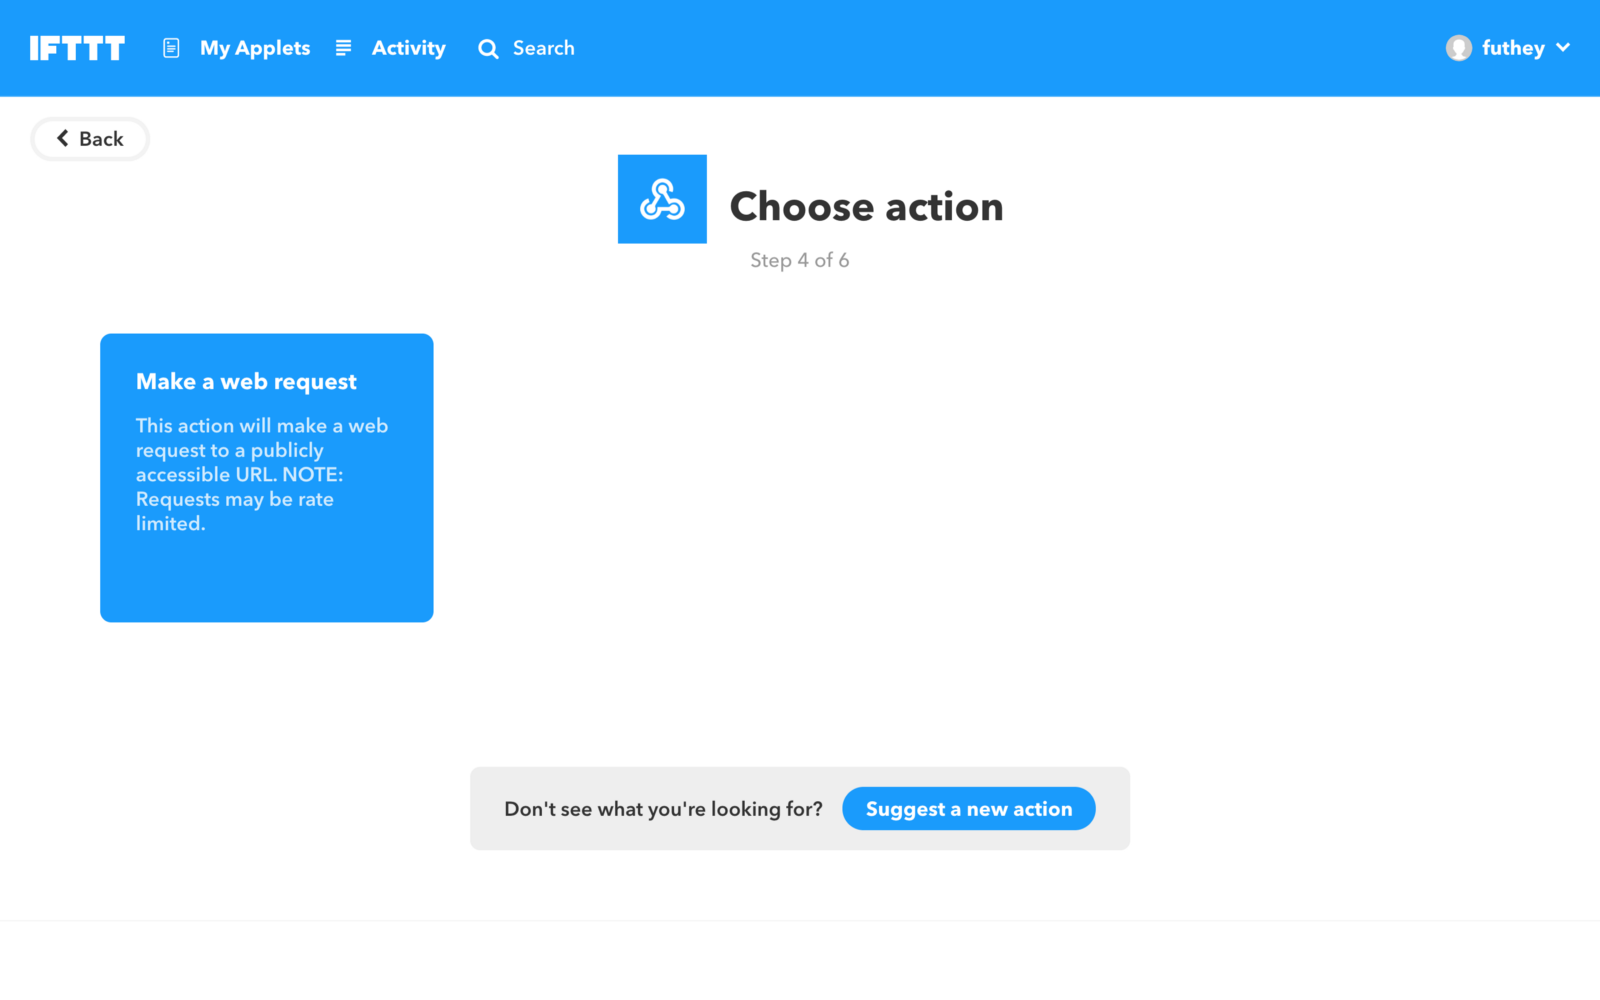 IFTTT My Applets Activity Search futhey
Back
Choose action
Step 4 of 6
Make a web request
This action will make a web
request to a publicly
accessible URL. NOTE:
Requests may be rate
limited.
Don't see what you're looking for? Suggest a new action